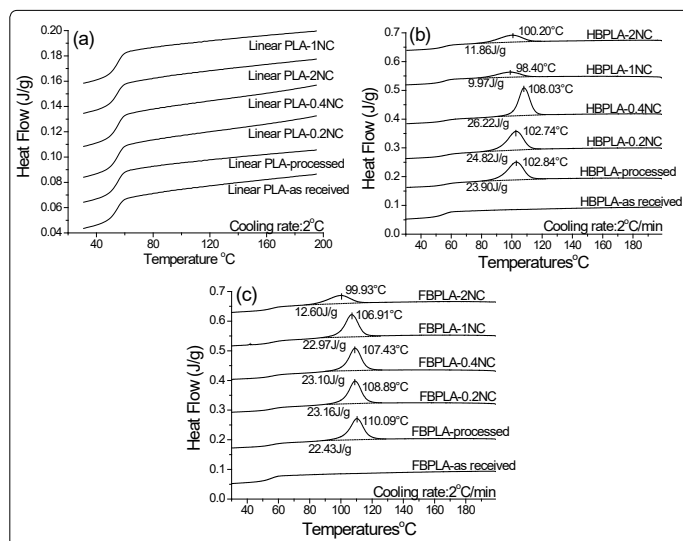 (a)
0.20
0.18
0.16
0.14
0.12
0.10
0.08
0.06
0.04
Heat Flow (J/g)
Linear PLA-1NC
Linear PLA-2NC
Linear PLA-0.4NC
Linear PLA-0.2NC
Linear PLA-processed
Linear PLA-as received
Cooling rate:2°C
40 80 120 160 200
Temperature °C
(b)
0.7
0.6
0.5
0.4
0.3
0.2
0.1
0.0
Heat Flow (J/g)
100.20°C HBPLA-2NC
11.86J/g
98.40°C HBPLA-1NC
9.97J/g
108.03°C
HBPLA-0.4NC
26.22J/g
102.74°C HBPLA-0.2NC
24.82J/g
102.84°C HBPLA-processed
23.90J/g
HBPLA-as received
Cooling rate:2°C/min
40 60 80 100 120 140 160 180
Temperatures°C
(c)
0.7
0.6
0.5
0.4
0.3
0.2
0.1
0.0
Heat Flow (J/g)
99.93°C FBPLA-2NC
12.60J/g
106.91°C FBPLA-1NC
22.97J/g
107.43°C FBPLA-0.4NC
23.10J/g
108.89°C FBPLA-0.2NC
23.16J/g
110.09°C FBPLA-processed
22.43J/g
FBPLA-as received
Cooling rate:2°C/min
40 60 80 100 120 140 160 180
Temperatures°C